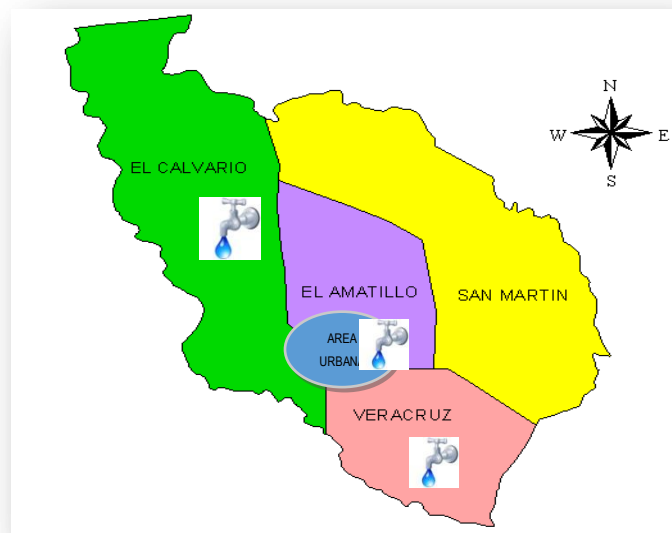 N
W E
S
EL CALVARIO
EL AMATILLO
SAN MARTIN
AREA
URBANA
VERACRUZ